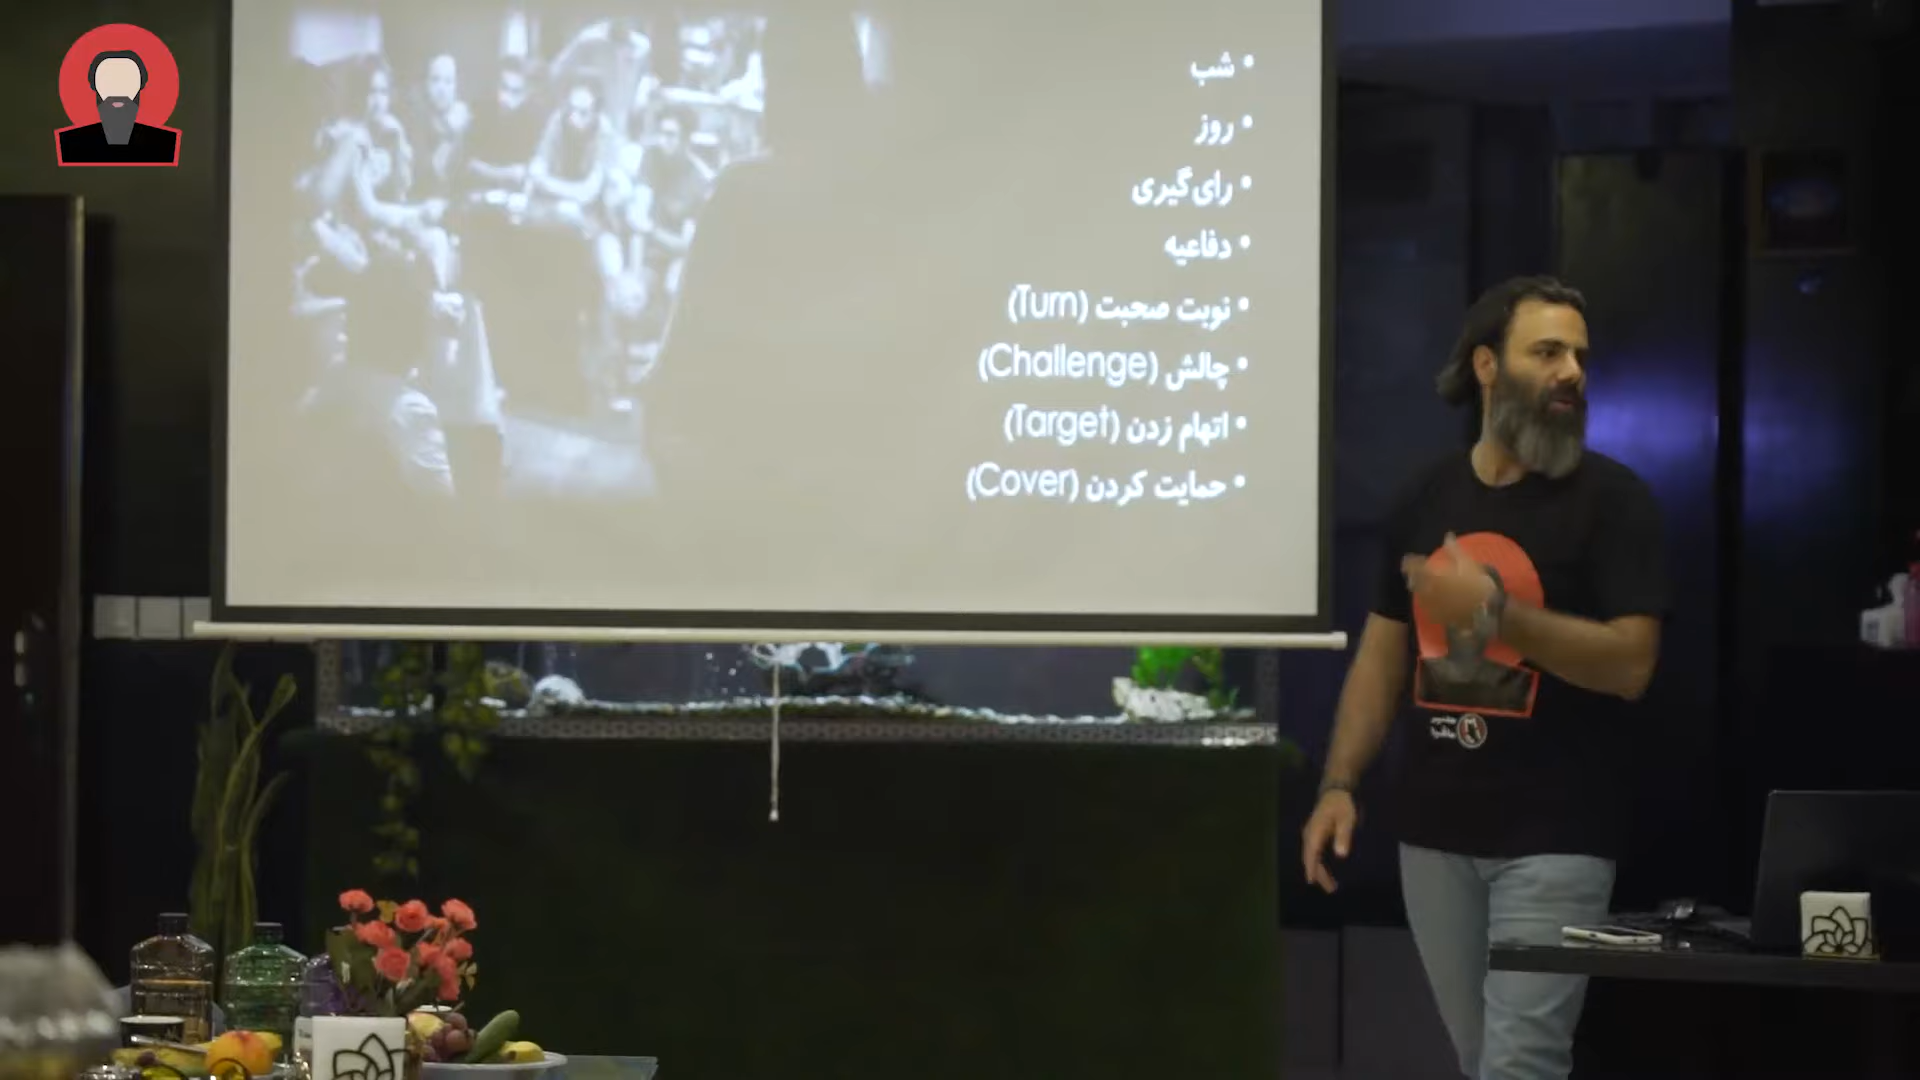 • شب
• روز
• رای‌گیری
• دفاعیه
• نوبت صحبت (Turn)
• چالش (Challenge)
• اتهام زدن (Target)
• حمایت کردن (Cover)